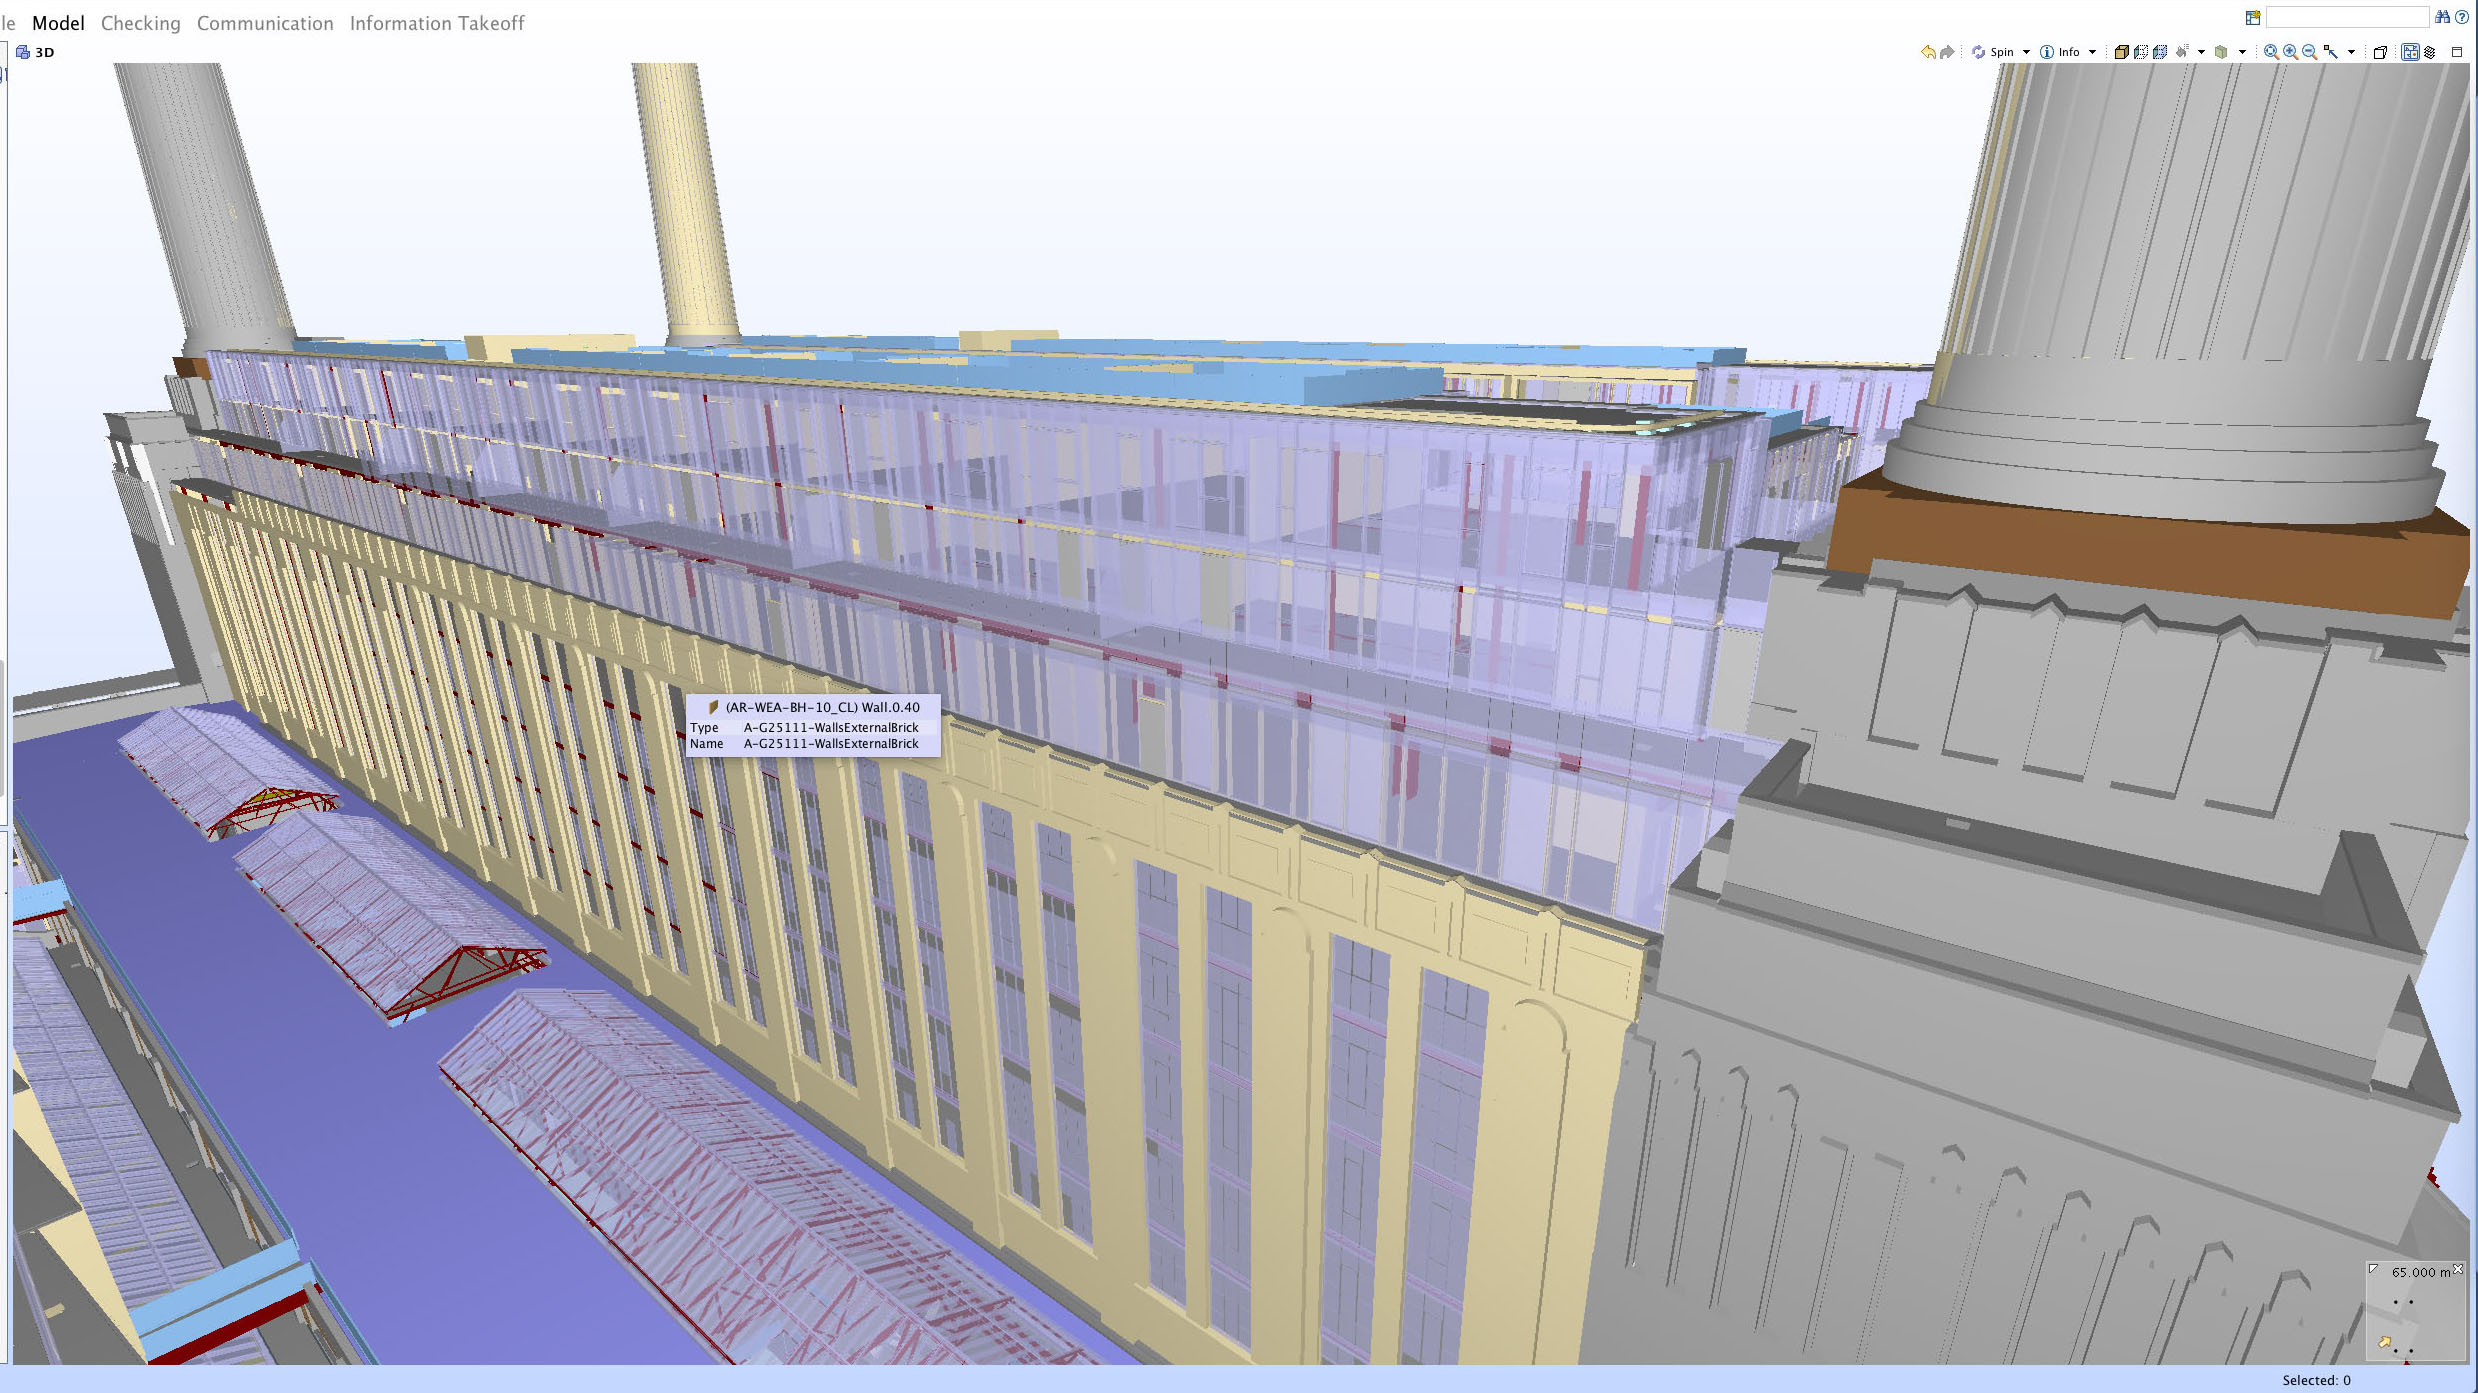 le Model Checking Communication Information Takeoff
3D
Spin Info
(AR-WEA-BH-10_CL) Wall.0.40
Type A-G25111-WallsExternalBrick
Name A-G25111-WallsExternalBrick
65.000 m
Selected: 0